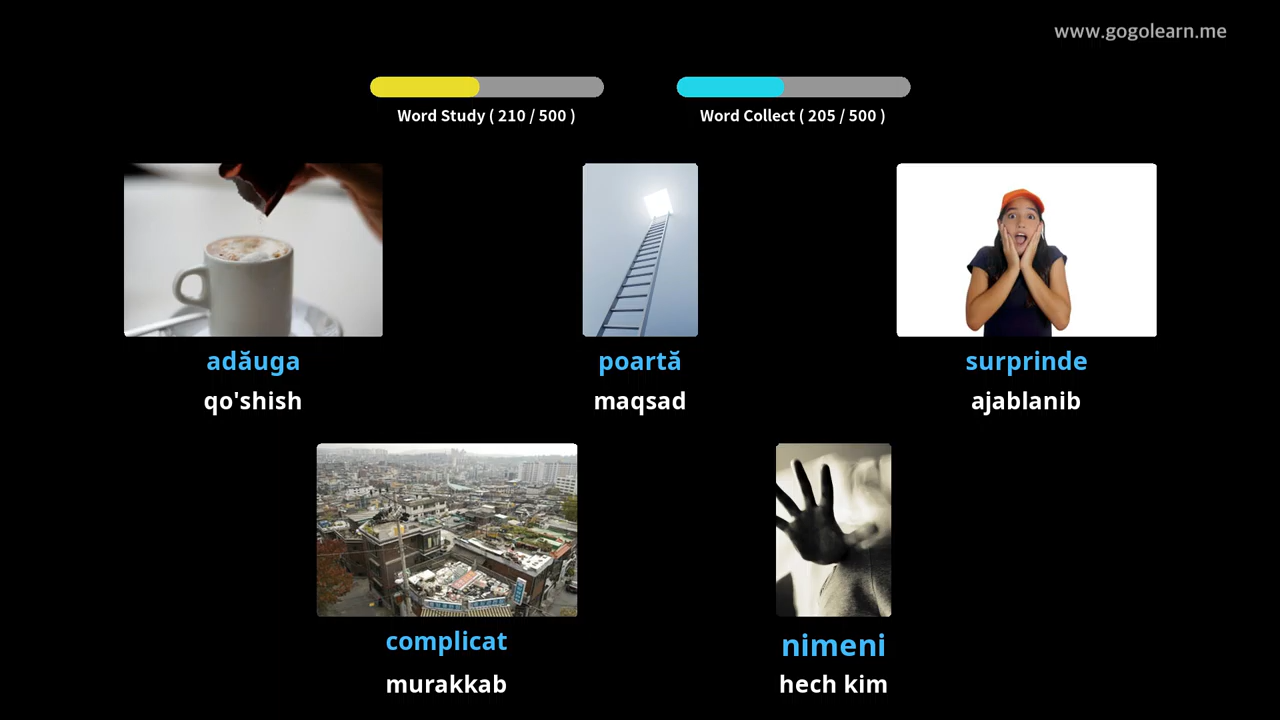 www.gogolearn.me
Word Study ( 210 / 500 )
Word Collect ( 205 / 500 )
adăuga
qo'shish
poartă
maqsad
surprinde
ajablanib
complicat
murakkab
nimeni
hech kim